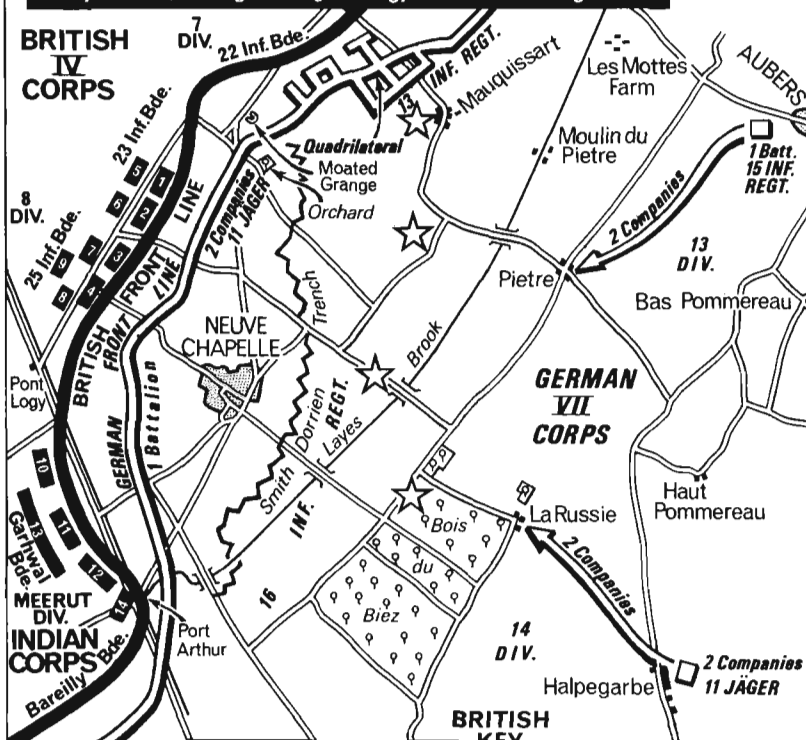 BRITISH
IV
CORPS
7
DIV.
22 Inf. Bde.
13 INF. REGT.
Mauquissart
Les Mottes
Farm
AUBERS
Quadrilateral
Moated
Grange
Orchard
Moulin du
Pietre
1 Batt.
15 INF.
REGT.
2 Companies
23 Inf. Bde.
5
1
6
2
8
DIV.
25 Inf. Bde.
7
3
9
4
8
LINE
2 Companies
11 JÄGER
13
DIV.
Pietre
Bas Pommereau
BRITISH FRONT
FRONT LINE
NEUVE
CHAPELLE
Trench
Brook
Pont
Logy
GERMAN
1 Battalion
Smith Dorrien
REGT.
Layes
INF.
16
GERMAN
VII
CORPS
Haut
Pommereau
10
11
12
13
14
Garhwal
Bde.
MEERUT
DIV.
INDIAN
CORPS
Bareilly Bde.
Port
Arthur
Bois
du
Biez
La Russie
2 Companies
14
DIV.
2 Companies
11 JÄGER
Halpegarbe
BRITISH
KEY